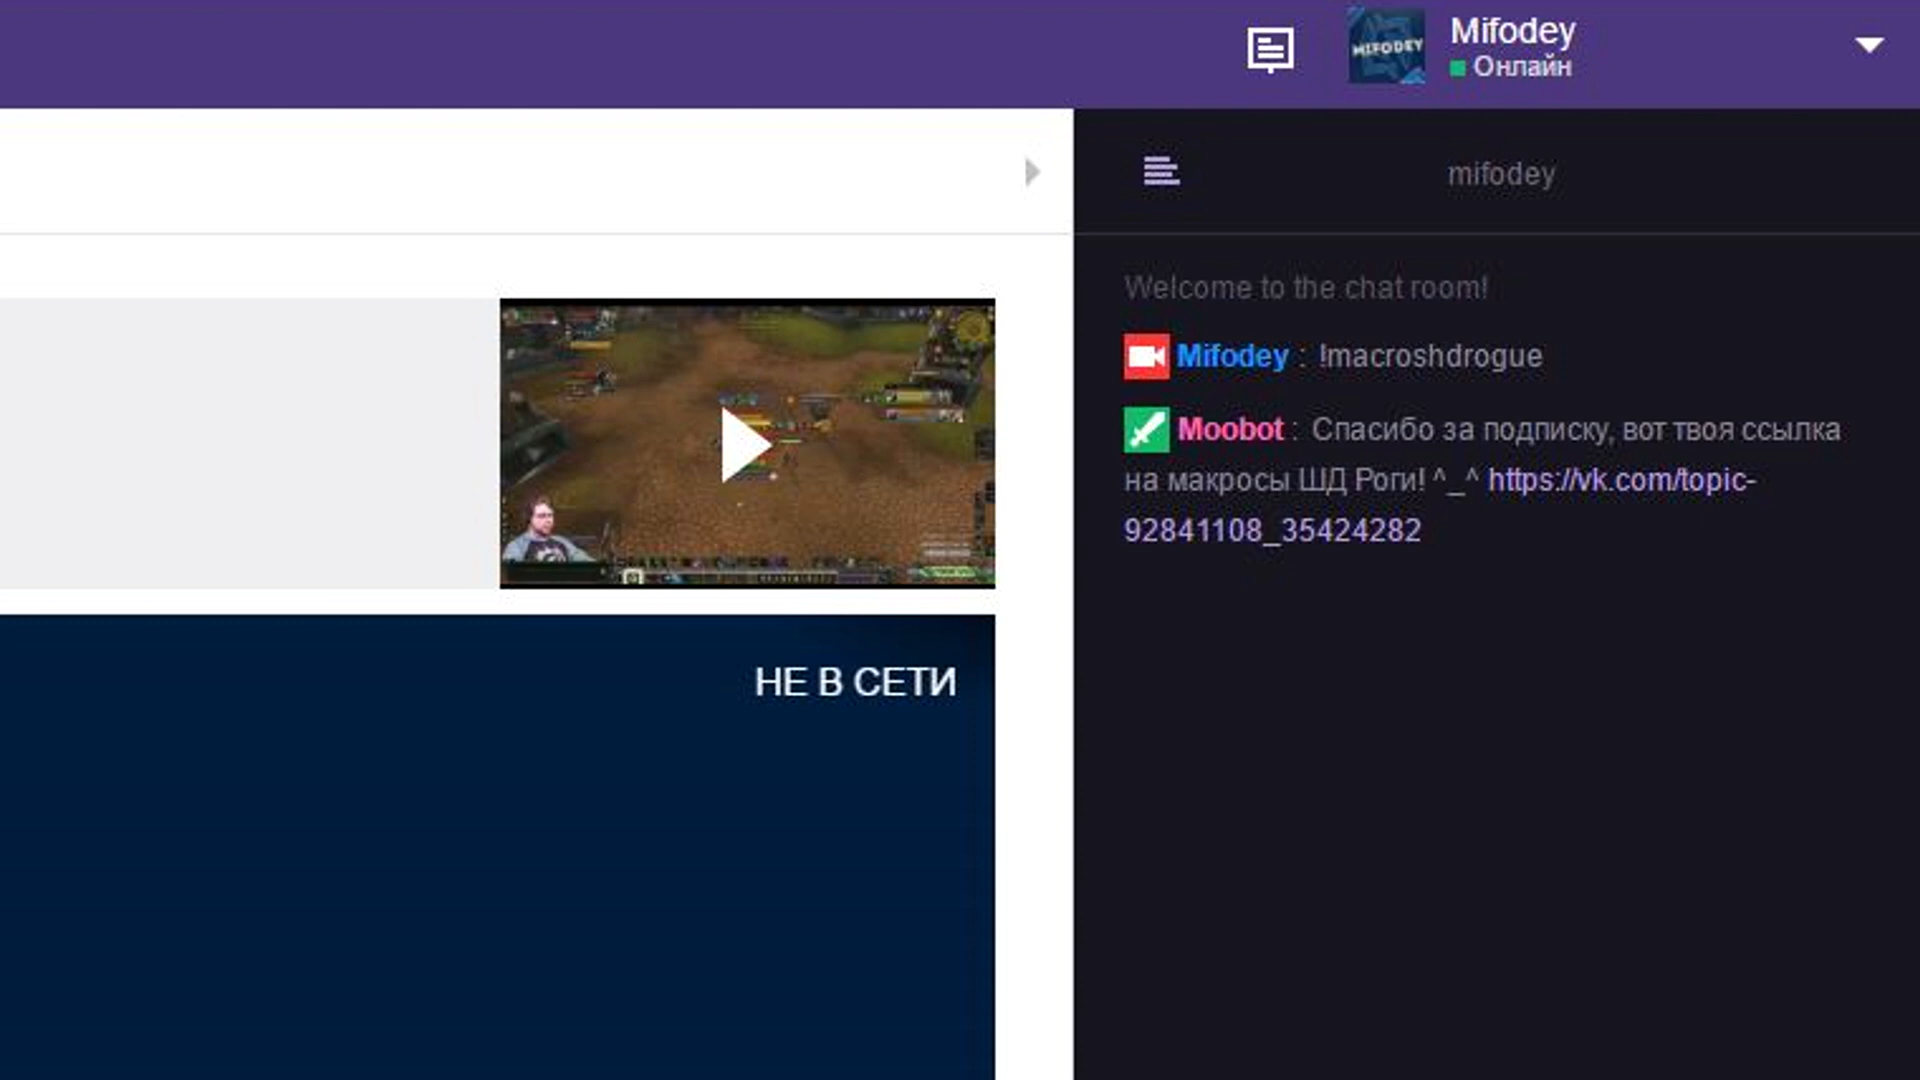 Mifodey
MIFODEY
Онлайн
mifodey
Welcome to the chat room!
Mifodey : !macroshdrogue
Moobot : Спасибо за подписку, вот твоя ссылка
на макросы ШД Роги! ^_^ https://vk.com/topic-
92841108_35424282
НЕ В СЕТИ